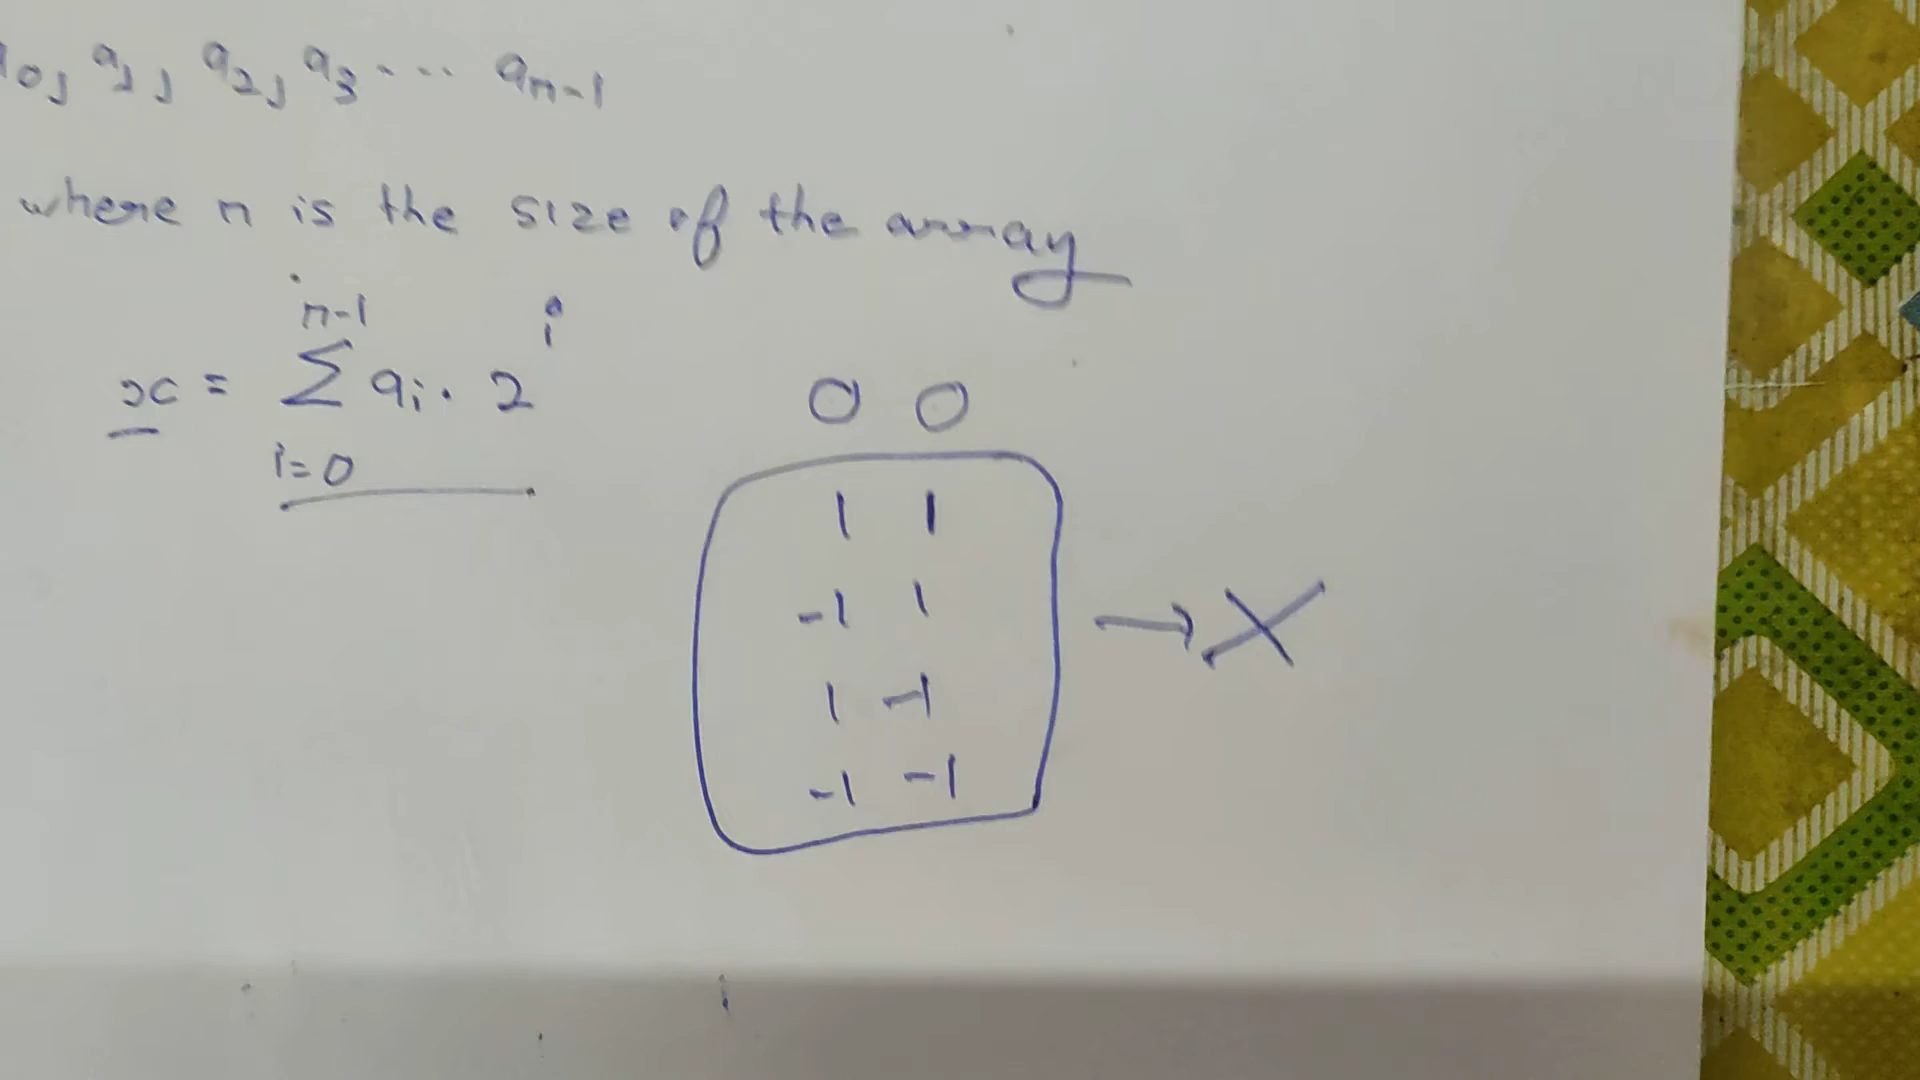 a0, a1, a2, a3 ... an-1
where n is the size of the array
n-1
x = Σ ai . 2^i
i=0
0 0
1 1
-1 1
1 -1
-1 -1
→ X